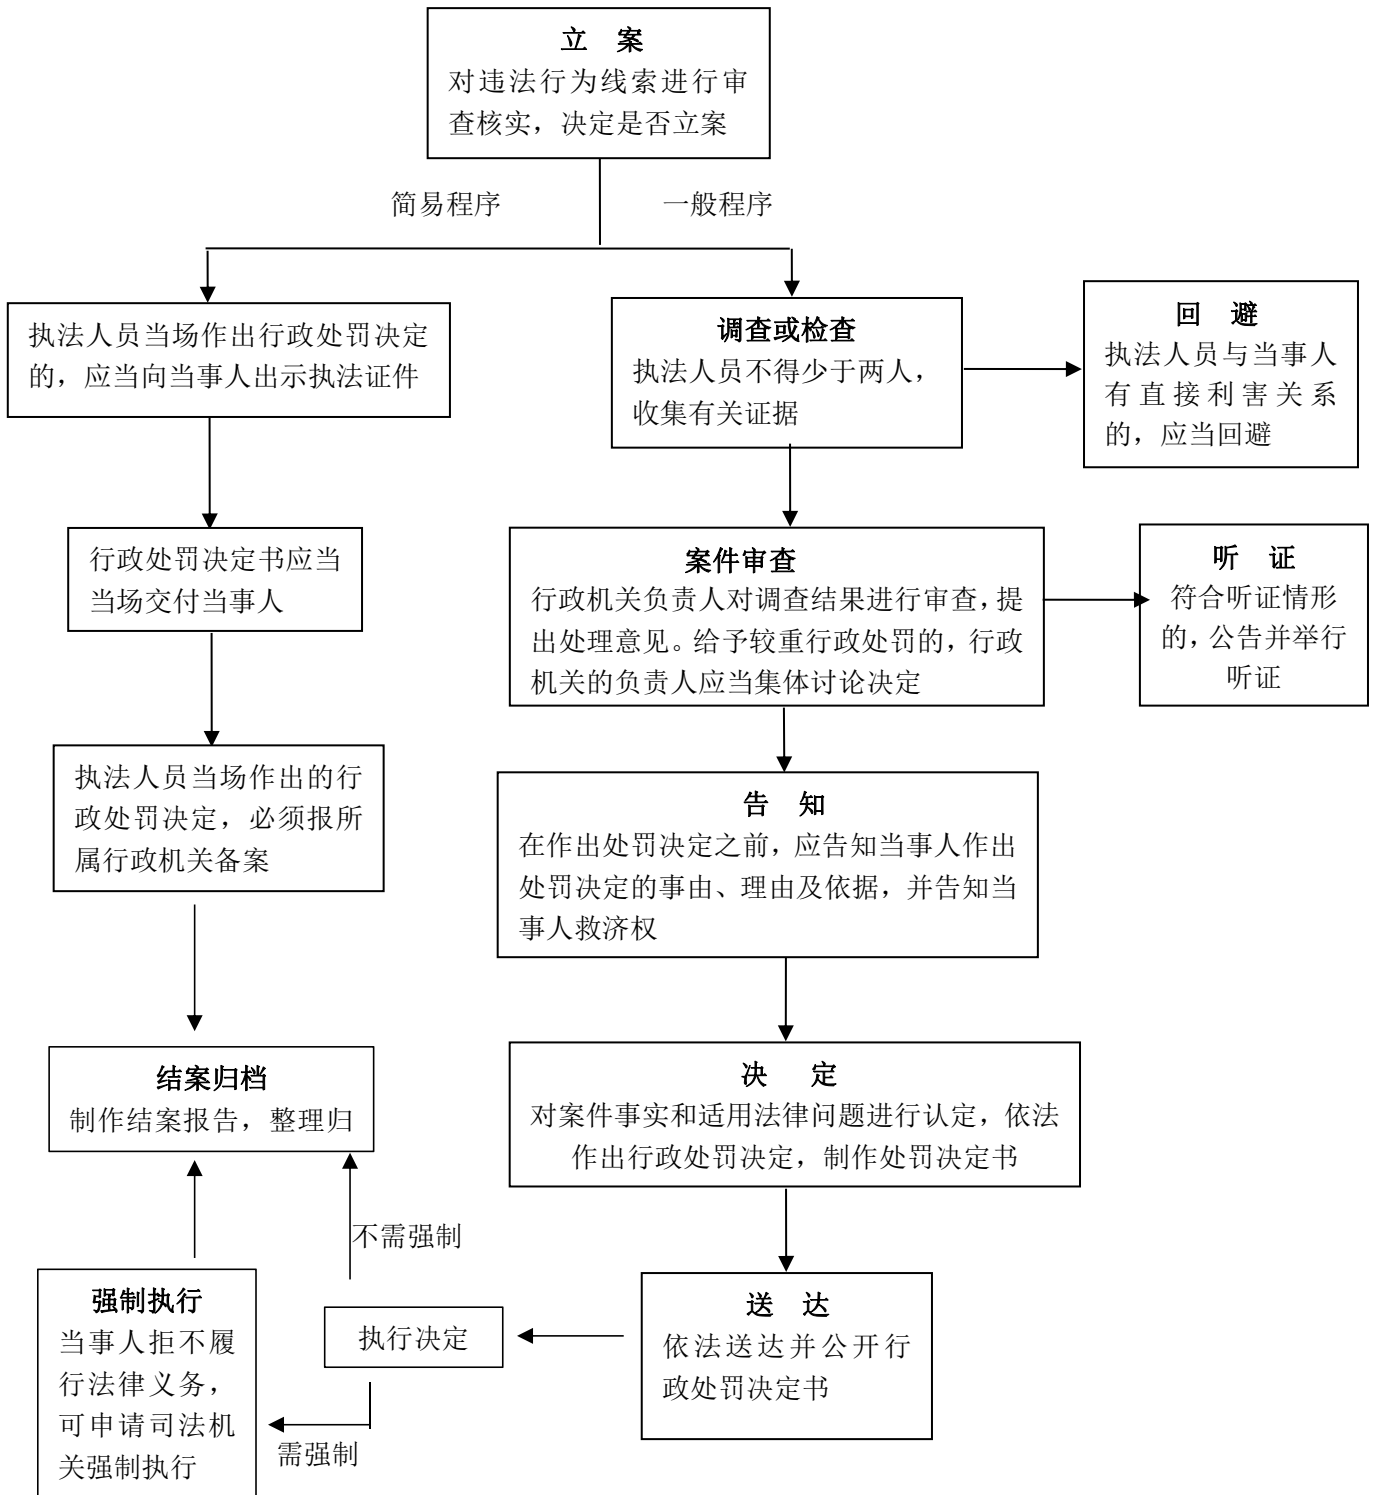 立 案
对违法行为线索进行审
查核实，决定是否立案
简易程序
一般程序
执法人员当场作出行政处罚决定
的，应当向当事人出示执法证件
调查或检查
执法人员不得少于两人，
收集有关证据
回 避
执法人员与当事人
有直接利害关系
的，应当回避
行政处罚决定书应当
当场交付当事人
案件审查
行政机关负责人对调查结果进行审查，提
出处理意见。给予较重行政处罚的，行政
机关的负责人应当集体讨论决定
听 证
符合听证情形
的，公告并举行
听证
执法人员当场作出的行
政处罚决定，必须报所
属行政机关备案
告 知
在作出处罚决定之前，应告知当事人作出
处罚决定的事由、理由及依据，并告知当
事人救济权
结案归档
制作结案报告，整理归
决 定
对案件事实和适用法律问题进行认定，依法
作出行政处罚决定，制作处罚决定书
不需强制
强制执行
当事人拒不履
行法律义务，
可申请司法机
关强制执行
执行决定
需强制
送 达
依法送达并公开行
政处罚决定书